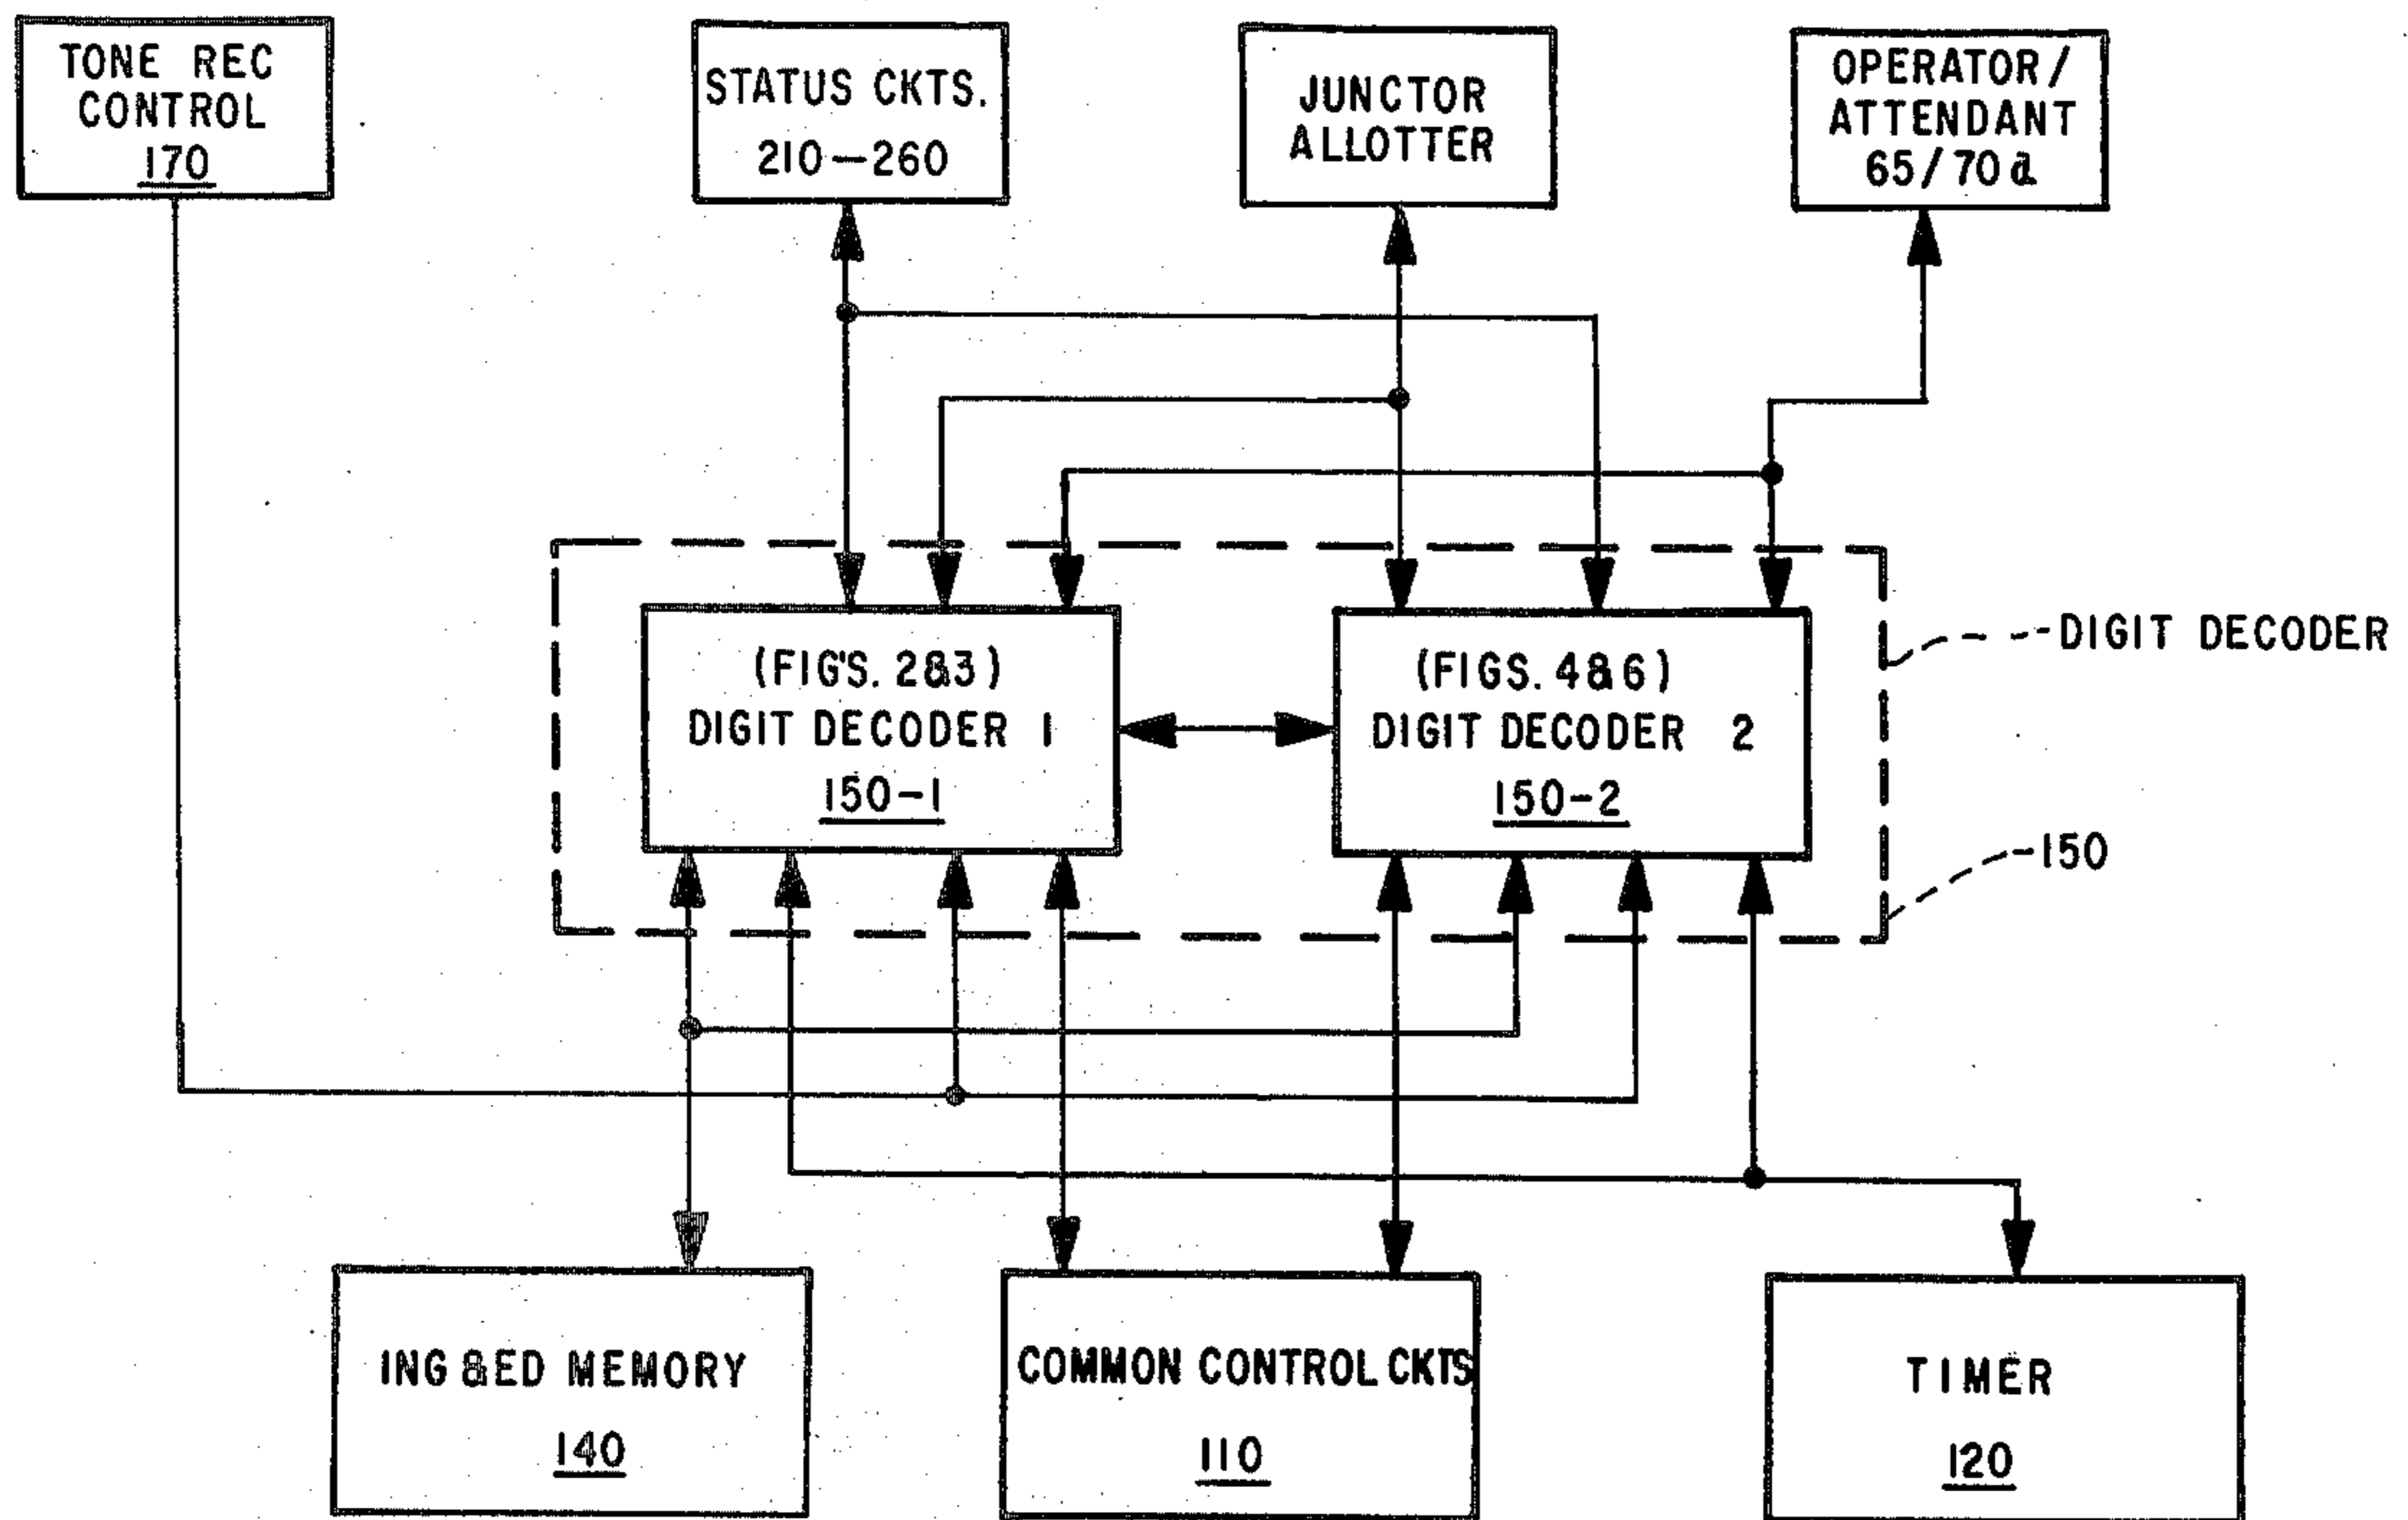 TONE REC
CONTROL
170
STATUS CKTS.
210—260
JUNCTOR
ALLOTTER
OPERATOR/
ATTENDANT
65/70a
(FIG'S. 2&3)
DIGIT DECODER 1
150-1
(FIGS. 4&6)
DIGIT DECODER 2
150-2
DIGIT DECODER
150
ING &ED MEMORY
140
COMMON CONTROL CKTS
110
TIMER
120